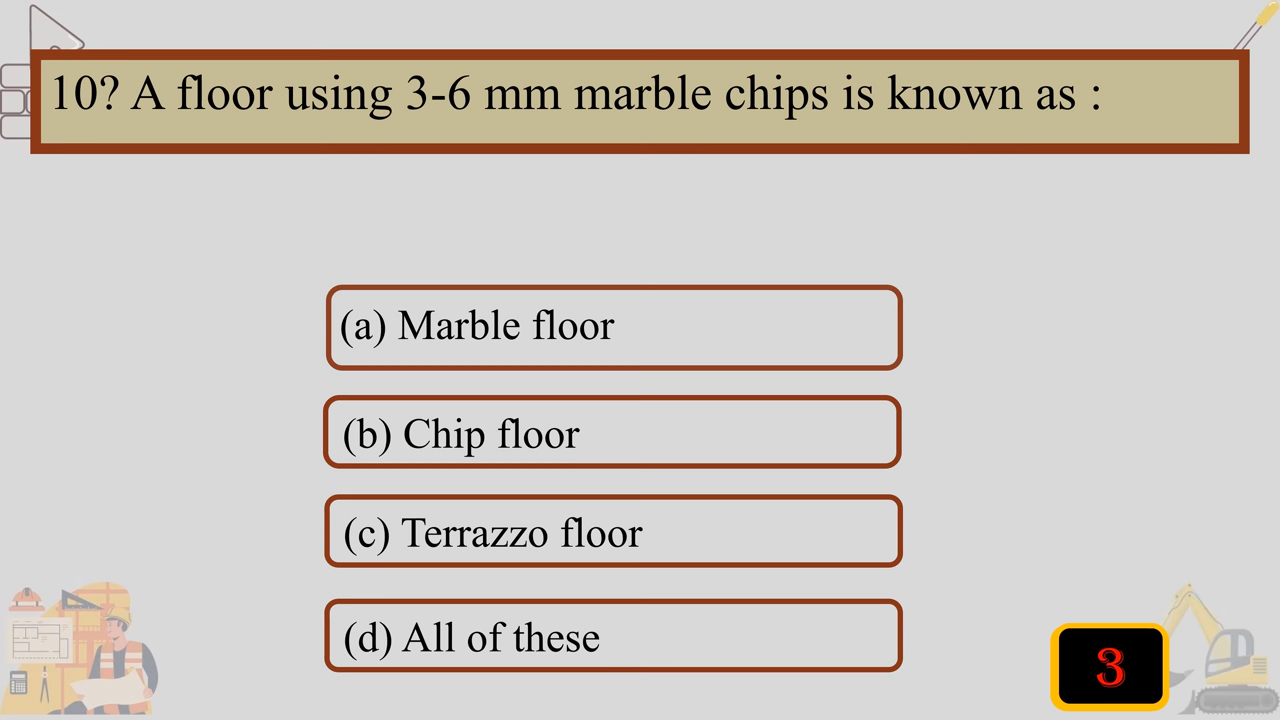 10? A floor using 3-6 mm marble chips is known as :
(a) Marble floor
(b) Chip floor
(c) Terrazzo floor
(d) All of these
3